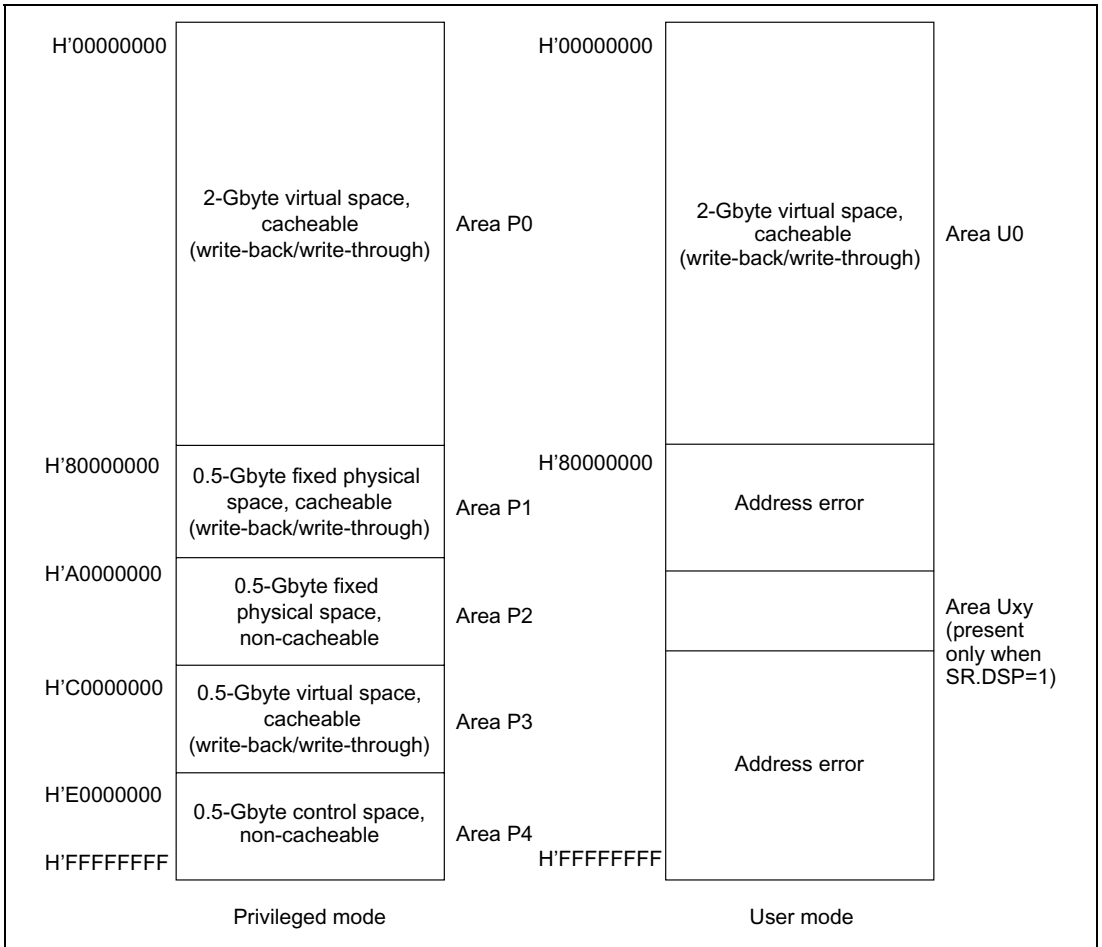 H'00000000
2-Gbyte virtual space,
cacheable
(write-back/write-through)
Area P0
H'80000000
0.5-Gbyte fixed physical
space, cacheable
(write-back/write-through)
Area P1
H'A0000000
0.5-Gbyte fixed
physical space,
non-cacheable
Area P2
H'C0000000
0.5-Gbyte virtual space,
cacheable
(write-back/write-through)
Area P3
H'E0000000
0.5-Gbyte control space,
non-cacheable
Area P4
H'FFFFFFFF
Privileged mode
H'00000000
2-Gbyte virtual space,
cacheable
(write-back/write-through)
Area U0
H'80000000
Address error
Area Uxy
(present
only when
SR.DSP=1)
Address error
H'FFFFFFFF
User mode